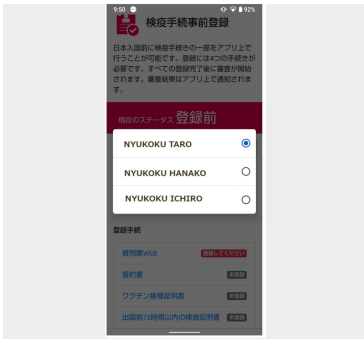 9:50
92%
検疫手続事前登録
日本入国前に検疫手続きの一部をアプリ上で
行うことが可能です。登録には4つの手続きが
必要です。すべての登録完了後に審査が開始
されます。審査結果はアプリ上で通知されま
す。
現在のステータス 登録前
NYUKOKU TARO
NYUKOKU HANAKO
NYUKOKU ICHIRO
登録手続
質問票WEB 登録してください
誓約書 未登録
ワクチン接種証明書 未登録
出国前72時間以内の検査証明書 未登録